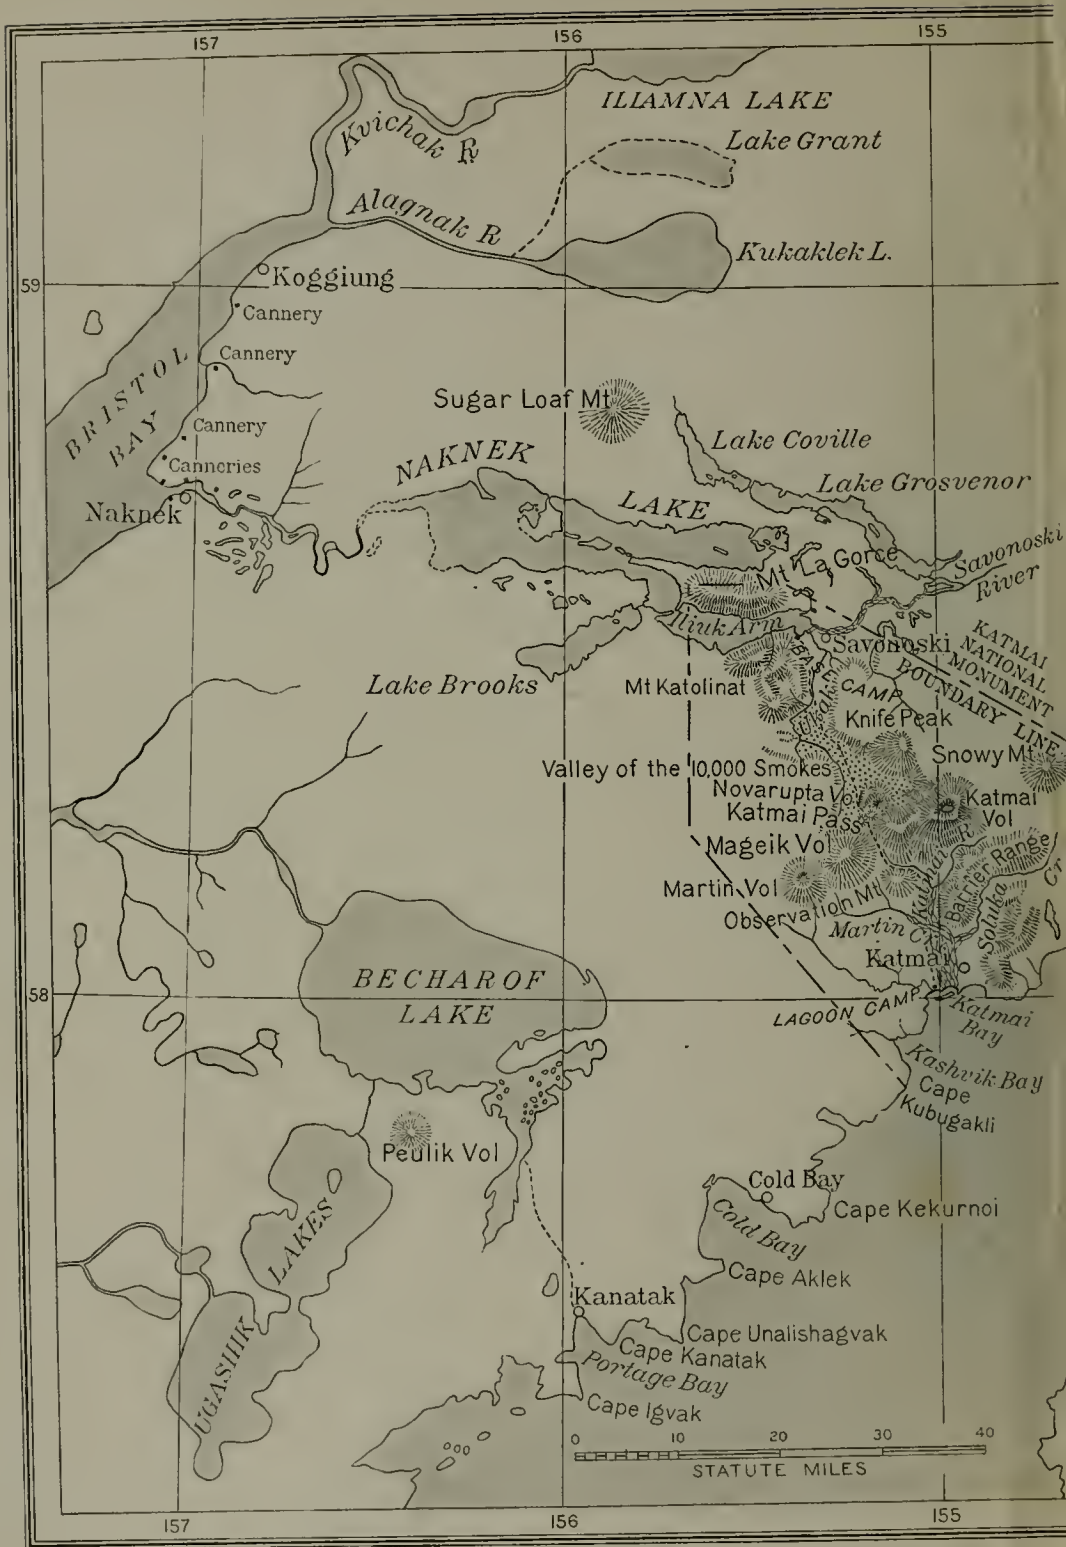 157 156 155
ILIAMNA LAKE
Lake Grant
Kvichak R
Alagnak R
Kukaklek L.
59
Koggiung
Cannery
Cannery
BRISTOL
BAY
Sugar Loaf Mt
Cannery
Canneries
Naknek
NAKNEK
LAKE
Lake Coville
Lake Grosvenor
Savonoski
River
Mt La Gorce
Iliuk Arm
Savonoski
KATMAI
NATIONAL
MONUMENT
BOUNDARY LINE
Lake Brooks
Mt Katolinat
BASE
CAMP
Ukak
Knife Peak
Snowy Mt
Valley of the 10,000 Smokes
Novarupta Vol
Katmai Pass
Katmai
Vol
Mageik Vol
Martin Vol
Observation Mt
Katmai R
Barrier Range
Soluka
Cr
Martin Cr
Katmai
58
BECHAROF
LAKE
LAGOON CAMP
Katmai
Bay
Kashvik Bay
Cape
Kubugakli
Peulik Vol
Cold Bay
Cape Kekurnoi
Cold Bay
Cape Aklek
UGASHIK
LAKES
Kanatak
Cape Unalishagvak
Cape Kanatak
Portage Bay
Cape Igvak
0 10 20 30 40
STATUTE MILES
157 156 155